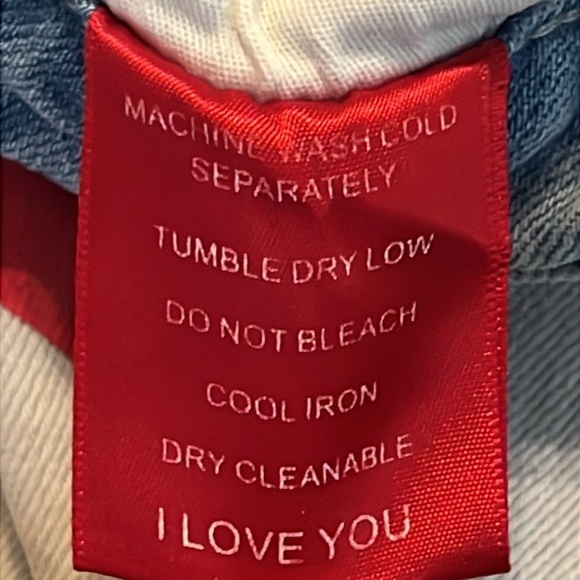 MACHINE WASH COLD
SEPARATELY
TUMBLE DRY LOW
DO NOT BLEACH
COOL IRON
DRY CLEANABLE
I LOVE YOU